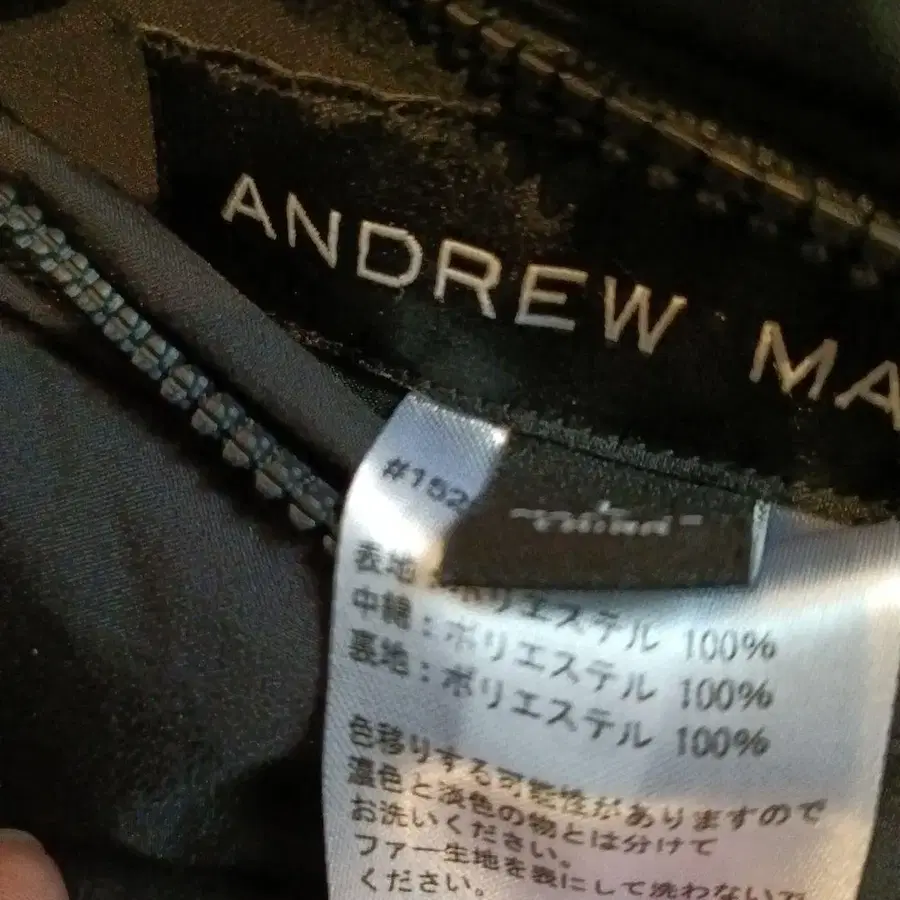 ANDREW MA
#152
表地 ポリエステル 100%
中綿：ポリエステル 100%
裏地：ポリエステル 100%
色移りする可能性がありますので
濃色と淡色の物とは分けて
お洗いください。
ファー生地を表にして洗わないで
ください。